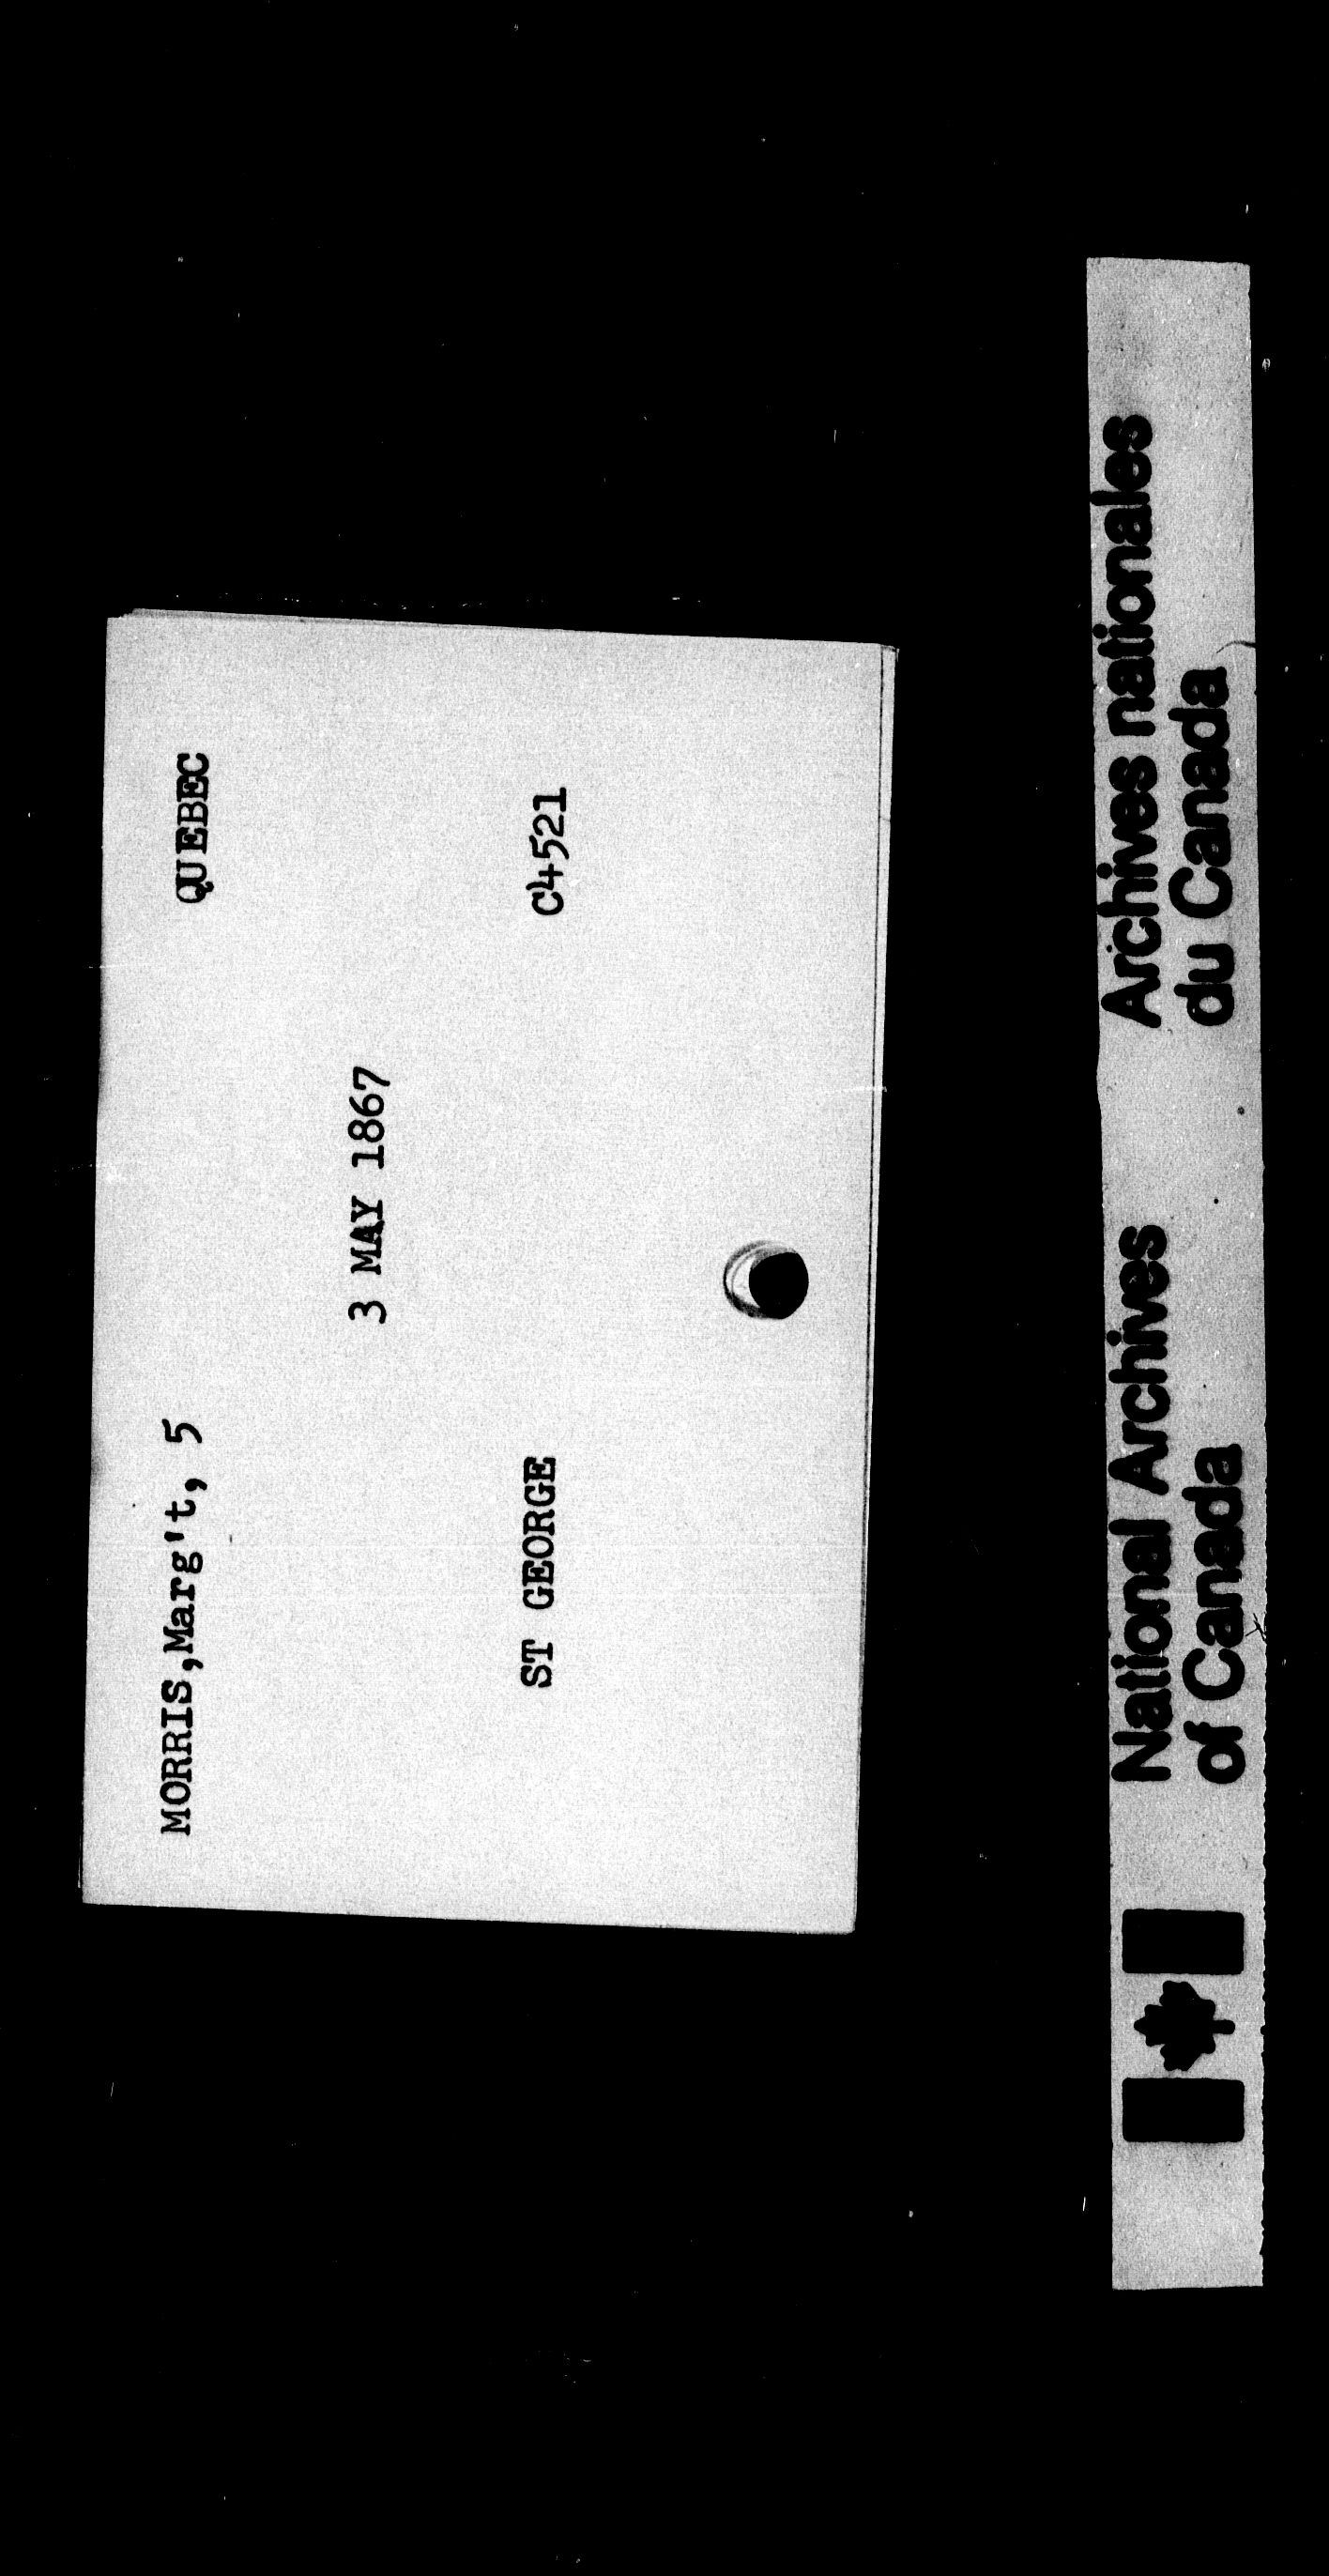 MORRIS,Marg't, 5 QUEBEC
3 MAY 1867
ST GEORGE C4521
National Archives
of Canada
Archives nationales
du Canada